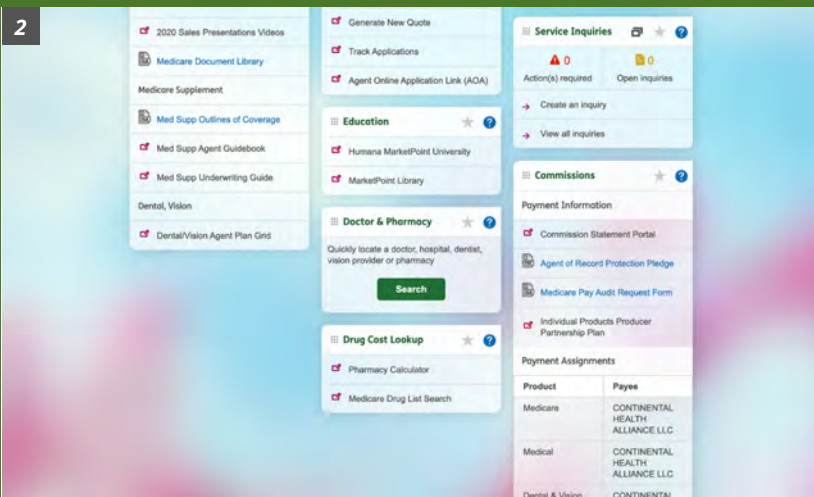 2
2020 Sales Presentations Videos
Medicare Document Library
Medicare Supplement
Med Supp Outlines of Coverage
Med Supp Agent Guidebook
Med Supp Underwriting Guide
Dental, Vision
Dental/Vision Agent Plan Grid
Generate New Quote
Track Applications
Agent Online Application Link (AOA)
Education
Humana MarketPoint University
MarketPoint Library
Doctor & Pharmacy
Quickly locate a doctor, hospital, dentist,
vision provider or pharmacy
Search
Drug Cost Lookup
Pharmacy Calculator
Medicare Drug List Search
Service Inquiries
0 0
Action(s) required Open inquiries
Create an inquiry
View all inquiries
Commissions
Payment Information
Commission Statement Portal
Agent of Record Protection Pledge
Medicare Pay Audit Request Form
Individual Products Producer
Partnership Plan
Payment Assignments
Product Payee
Medicare CONTINENTAL
HEALTH
ALLIANCE LLC
Medical CONTINENTAL
HEALTH
ALLIANCE LLC
Dental & Vision CONTINENTAL